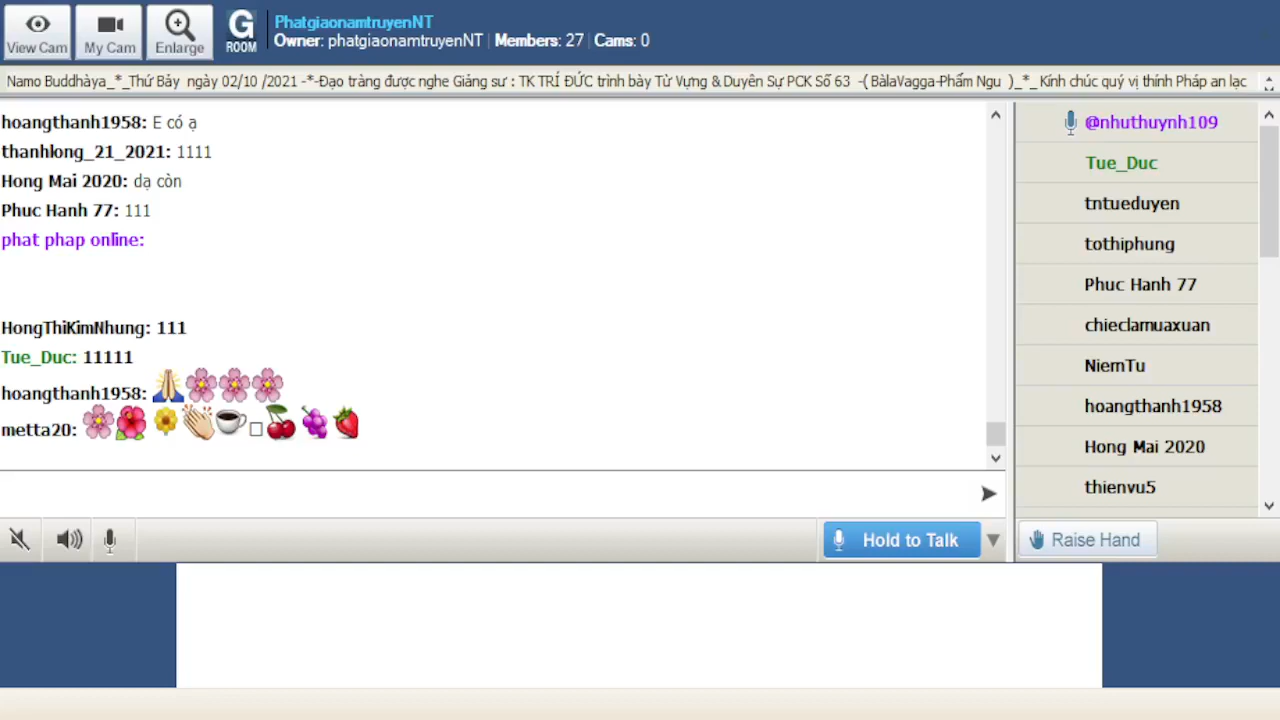 View Cam
My Cam
Enlarge
G
ROOM
PhatgiaonamtruyenNT
Owner: phatgiaonamtruyenNT | Members: 27 | Cams: 0
Namo Buddhàya_*_Thứ Bảy ngày 02/10 /2021 -*-Đạo tràng được nghe Giảng sư : TK TRÍ ĐỨC trình bày Từ Vựng & Duyên Sự PCK Số 63 -( BàlaVagga-Phẩm Ngu )_*_ Kính chúc quý vị thính Pháp an lạc
hoangthanh1958: E có ạ
thanhlong_21_2021: 1111
Hong Mai 2020: dạ còn
Phuc Hanh 77: 111
phat phap online:
HongThiKimNhung: 111
Tue_Duc: 11111
hoangthanh1958: 🙏🌸🌸🌸
metta20: 🌸🌺🌼👏☕□🍒🍇🍓
@nhuthuynh109
Tue_Duc
tntueduyen
tothiphung
Phuc Hanh 77
chieclamuaxuan
NiemTu
hoangthanh1958
Hong Mai 2020
thienvu5
Hold to Talk
Raise Hand